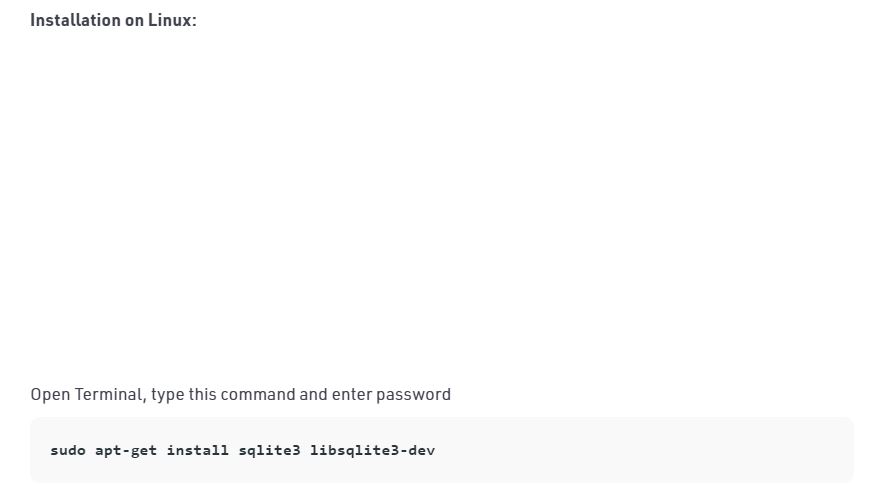 Installation on Linux:
Open Terminal, type this command and enter password
sudo apt-get install sqlite3 libsqlite3-dev